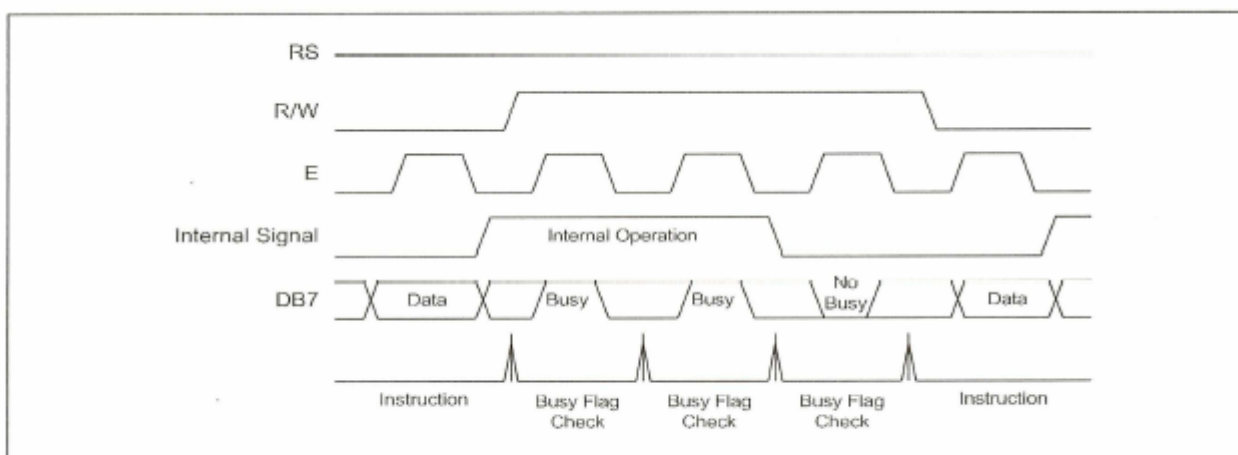 RS
R/W
E
Internal Signal
Internal Operation
DB7
Data
Busy
Busy
No
Busy
Data
Instruction
Busy Flag
Check
Busy Flag
Check
Busy Flag
Check
Instruction